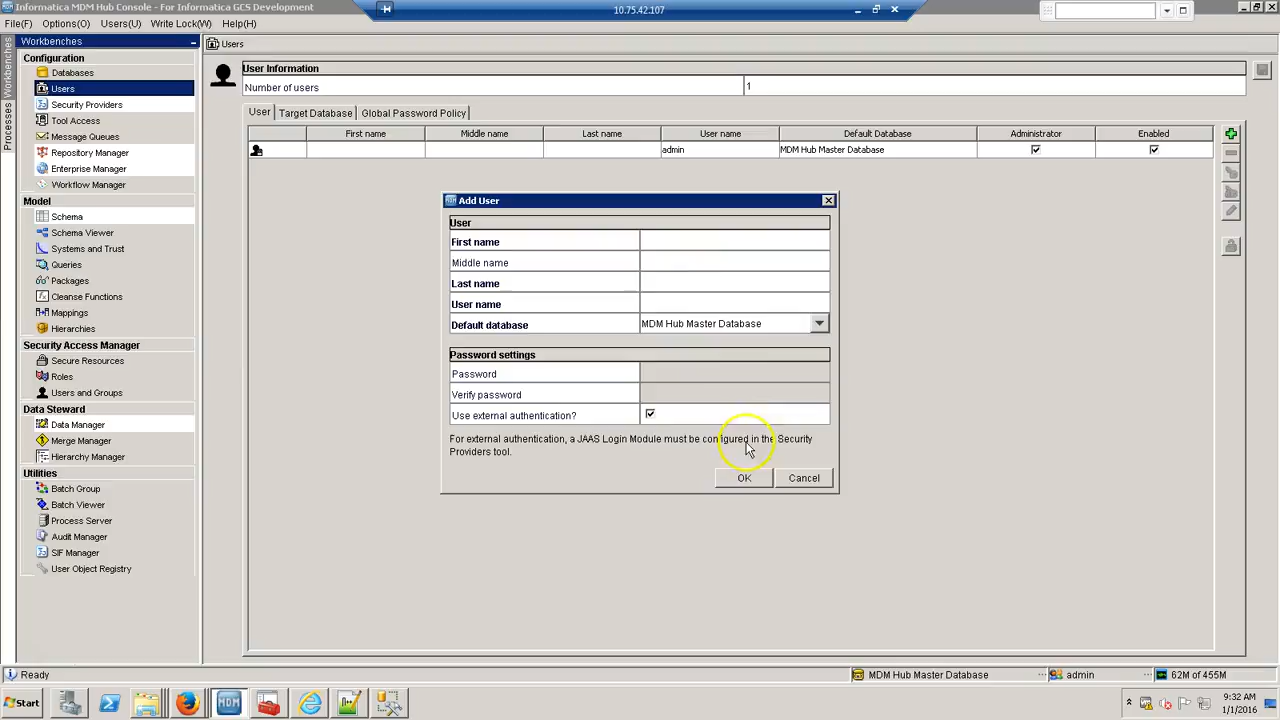 Informatica MDM Hub Console - For Informatica GCS Development
10.75.42.107
File(F) Options(O) Users(U) Write Lock(W) Help(H)
Workbenches
Processes
Workbenches
Configuration
Databases
Users
Security Providers
Tool Access
Message Queues
Repository Manager
Enterprise Manager
Workflow Manager
Model
Schema
Schema Viewer
Systems and Trust
Queries
Packages
Cleanse Functions
Mappings
Hierarchies
Security Access Manager
Secure Resources
Roles
Users and Groups
Data Steward
Data Manager
Merge Manager
Hierarchy Manager
Utilities
Batch Group
Batch Viewer
Process Server
Audit Manager
SIF Manager
User Object Registry
Users
User Information
Number of users 1
User Target Database Global Password Policy
First name Middle name Last name User name Default Database Administrator Enabled
admin MDM Hub Master Database
MDM Add User
User
First name
Middle name
Last name
User name
Default database MDM Hub Master Database
Password settings
Password
Verify password
Use external authentication?
For external authentication, a JAAS Login Module must be configured in the Security
Providers tool.
OK Cancel
Ready MDM Hub Master Database admin 62M of 455M
Start MDM 9:32 AM
1/1/2016